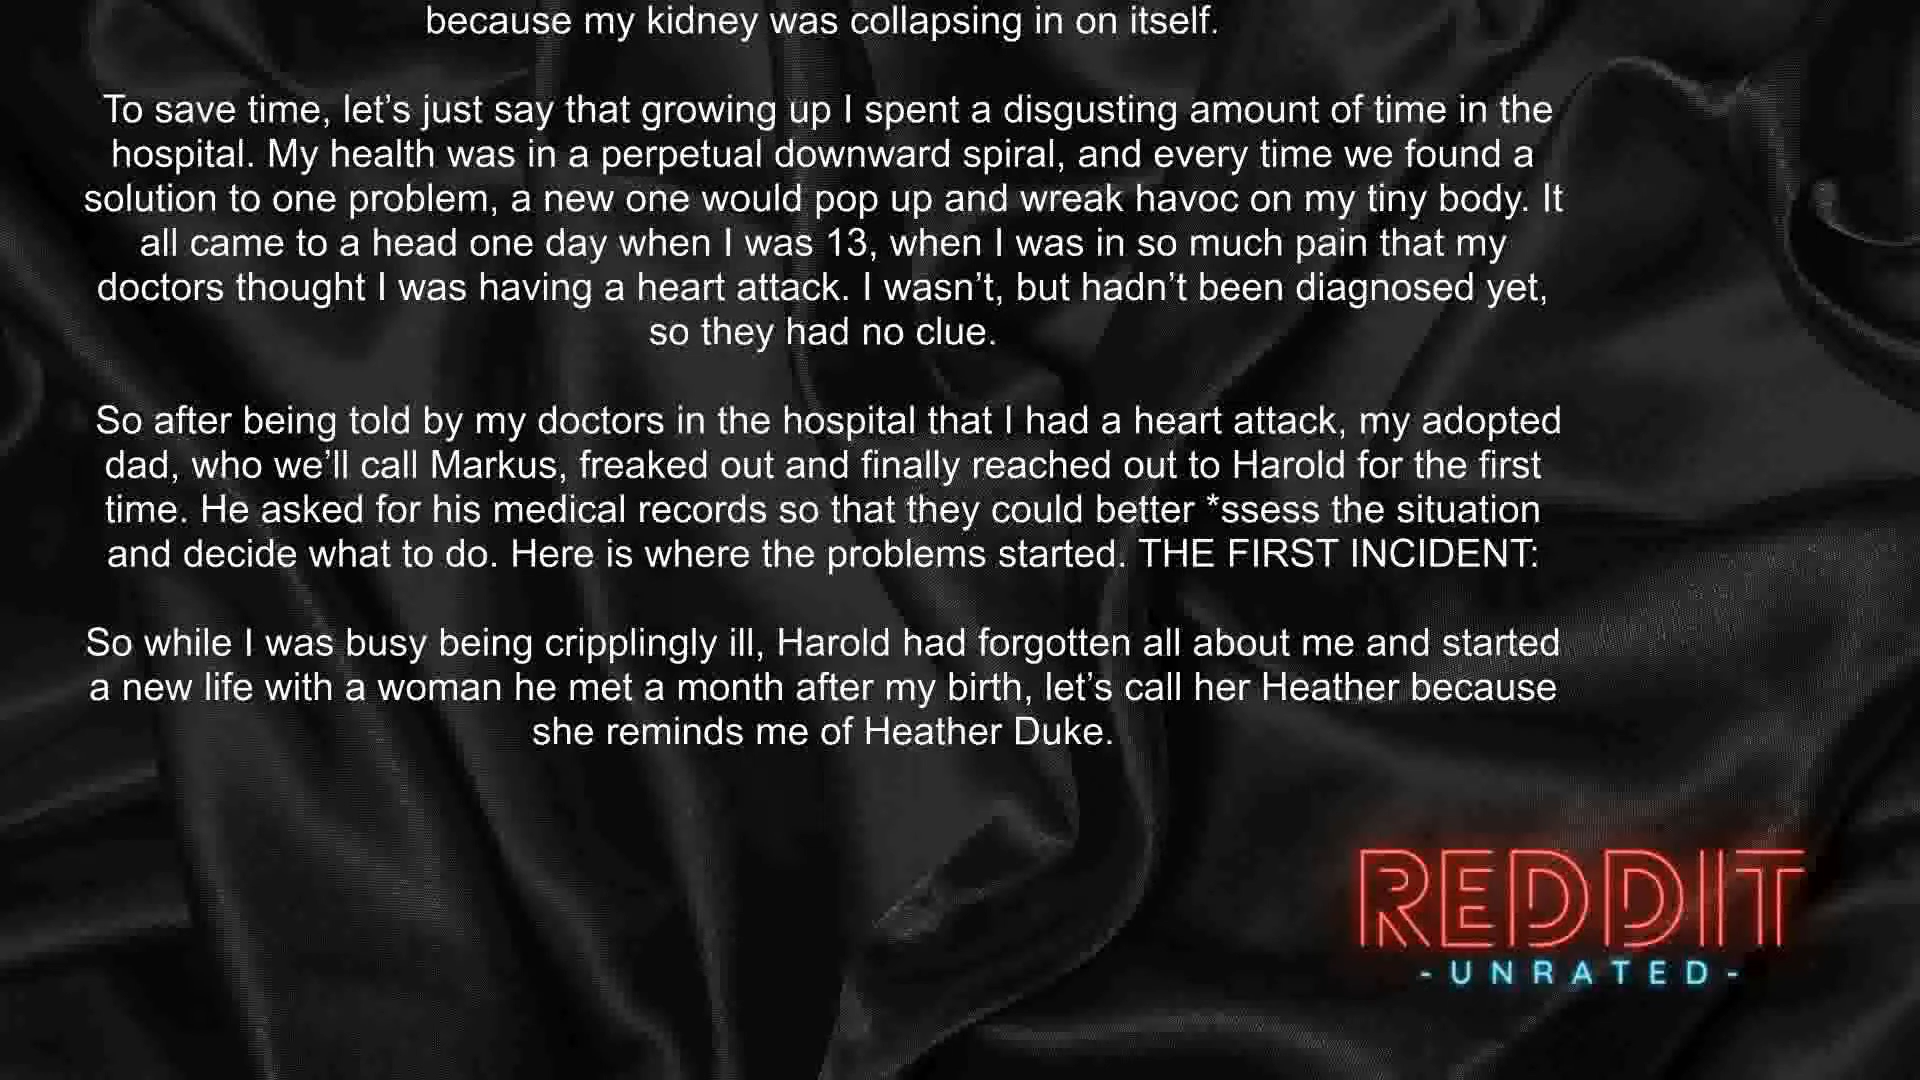 because my kidney was collapsing in on itself.
To save time, let’s just say that growing up I spent a disgusting amount of time in the
hospital. My health was in a perpetual downward spiral, and every time we found a
solution to one problem, a new one would pop up and wreak havoc on my tiny body. It
all came to a head one day when I was 13, when I was in so much pain that my
doctors thought I was having a heart attack. I wasn’t, but hadn’t been diagnosed yet,
so they had no clue.
So after being told by my doctors in the hospital that I had a heart attack, my adopted
dad, who we’ll call Markus, freaked out and finally reached out to Harold for the first
time. He asked for his medical records so that they could better *ssess the situation
and decide what to do. Here is where the problems started. THE FIRST INCIDENT:
So while I was busy being cripplingly ill, Harold had forgotten all about me and started
a new life with a woman he met a month after my birth, let’s call her Heather because
she reminds me of Heather Duke.
REDDIT
-UNRATED-